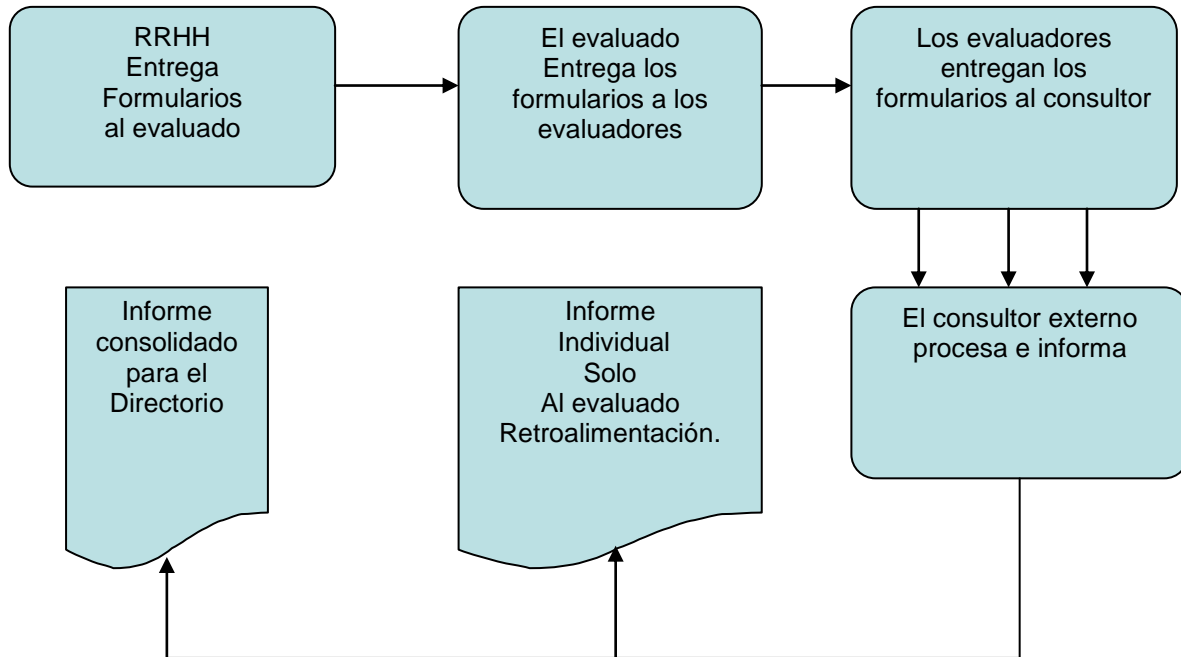 RRHH
Entrega
Formularios
al evaluado
El evaluado
Entrega los
formularios a los
evaluadores
Los evaluadores
entregan los
formularios al consultor
Informe
consolidado
para el
Directorio
Informe
Individual
Solo
Al evaluado
Retroalimentación.
El consultor externo
procesa e informa